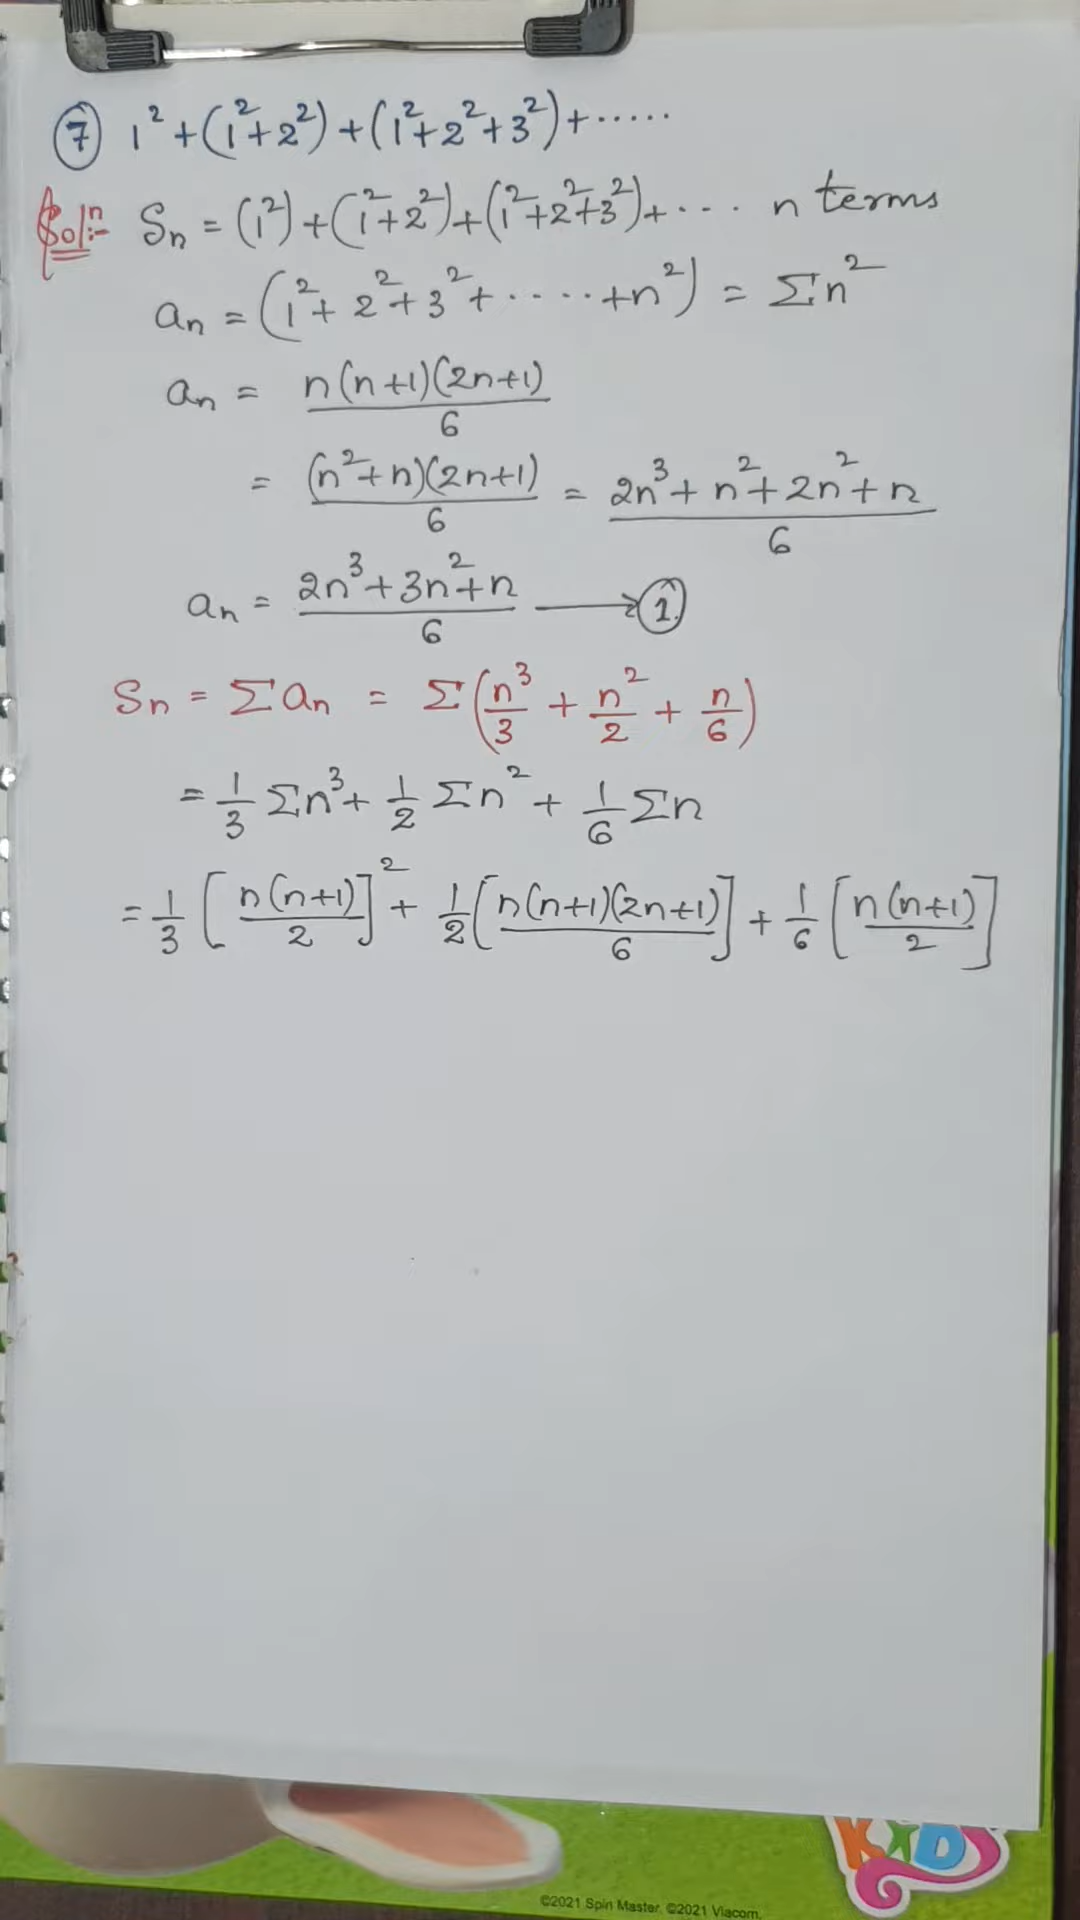 ⑦ 1² + (1² + 2²) + (1² + 2² + 3²) + .....
Solⁿ:- Sn = (1²) + (1² + 2²) + (1² + 2² + 3²) + ... n terms
an = (1² + 2² + 3² + ..... + n²) = Σn²
an = n(n+1)(2n+1)/6
= (n² + n)(2n+1)/6 = 2n³ + n² + 2n² + n/6
an = 2n³ + 3n² + n/6 → ①
Sn = Σan = Σ(n³/3 + n²/2 + n/6)
= 1/3 Σn³ + 1/2 Σn² + 1/6 Σn
= 1/3 [n(n+1)/2]² + 1/2 [n(n+1)(2n+1)/6] + 1/6 [n(n+1)/2]
KiDS
©2021 Spin Master. ©2021 Viacom.